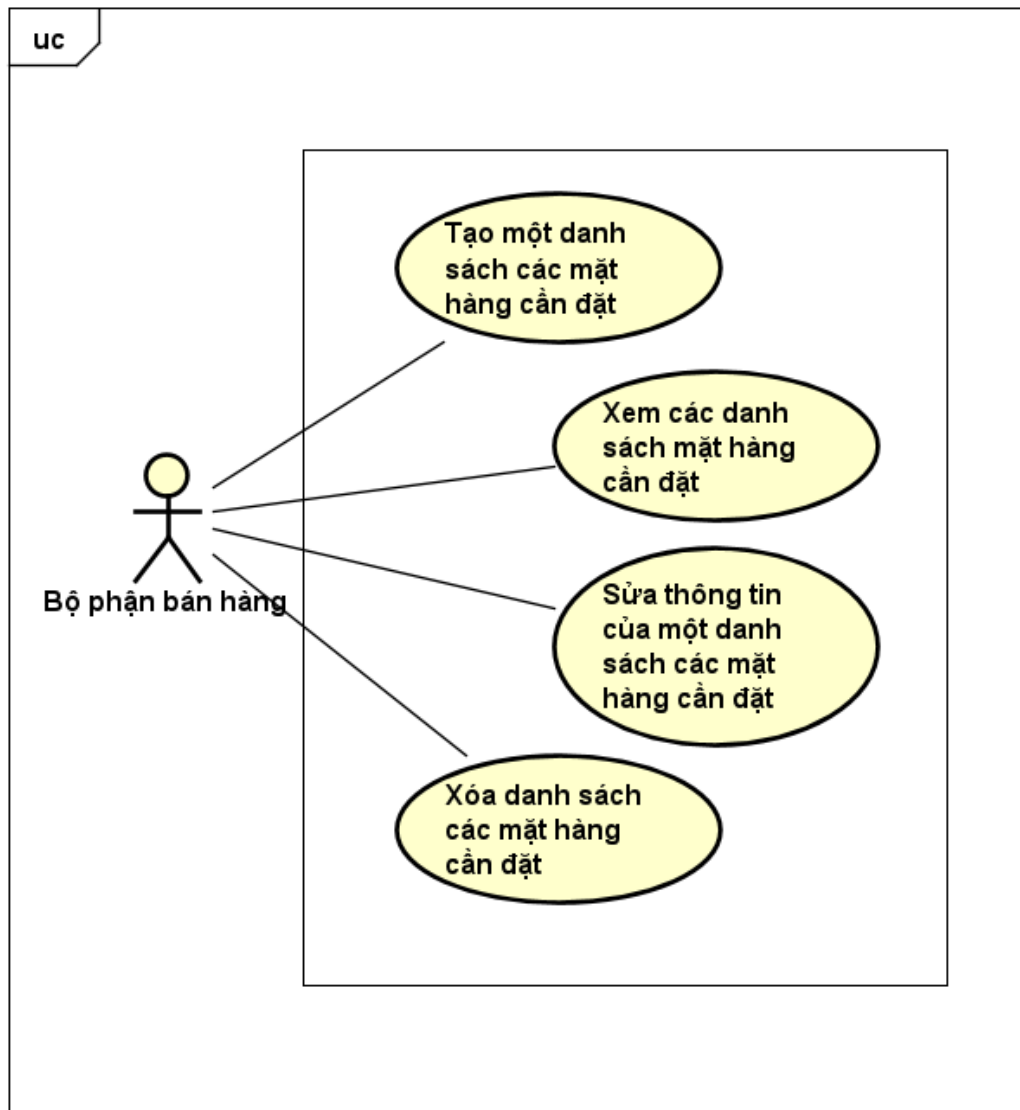 uc
Tạo một danh
sách các mặt
hàng cần đặt
Xem các danh
sách mặt hàng
cần đặt
Bộ phận bán hàng
Sửa thông tin
của một danh
sách các mặt
hàng cần đặt
Xóa danh sách
các mặt hàng
cần đặt